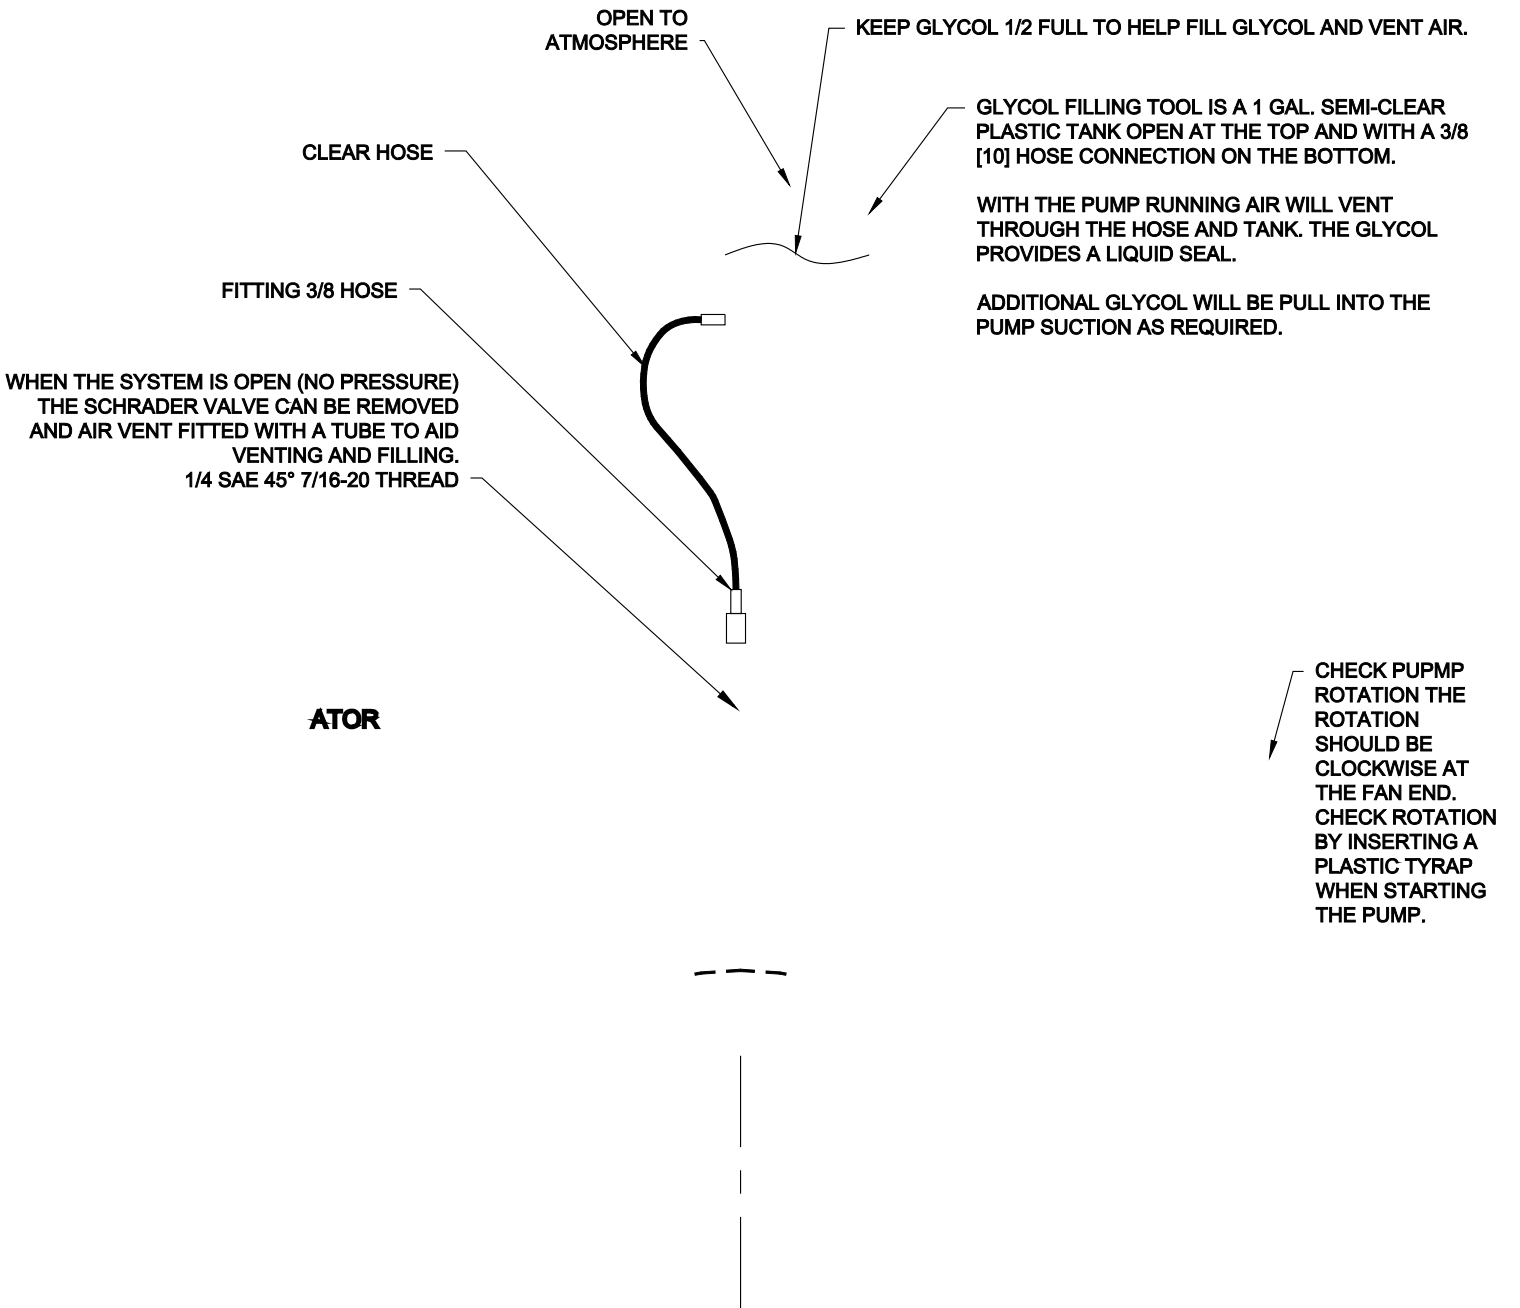 OPEN TO
ATMOSPHERE
KEEP GLYCOL 1/2 FULL TO HELP FILL GLYCOL AND VENT AIR.
GLYCOL FILLING TOOL IS A 1 GAL. SEMI-CLEAR
PLASTIC TANK OPEN AT THE TOP AND WITH A 3/8
[10] HOSE CONNECTION ON THE BOTTOM.
WITH THE PUMP RUNNING AIR WILL VENT
THROUGH THE HOSE AND TANK. THE GLYCOL
PROVIDES A LIQUID SEAL.
ADDITIONAL GLYCOL WILL BE PULL INTO THE
PUMP SUCTION AS REQUIRED.
CLEAR HOSE
FITTING 3/8 HOSE
WHEN THE SYSTEM IS OPEN (NO PRESSURE)
THE SCHRADER VALVE CAN BE REMOVED
AND AIR VENT FITTED WITH A TUBE TO AID
VENTING AND FILLING.
1/4 SAE 45° 7/16-20 THREAD
ATOR
CHECK PUPMP
ROTATION THE
ROTATION
SHOULD BE
CLOCKWISE AT
THE FAN END.
CHECK ROTATION
BY INSERTING A
PLASTIC TYRAP
WHEN STARTING
THE PUMP.